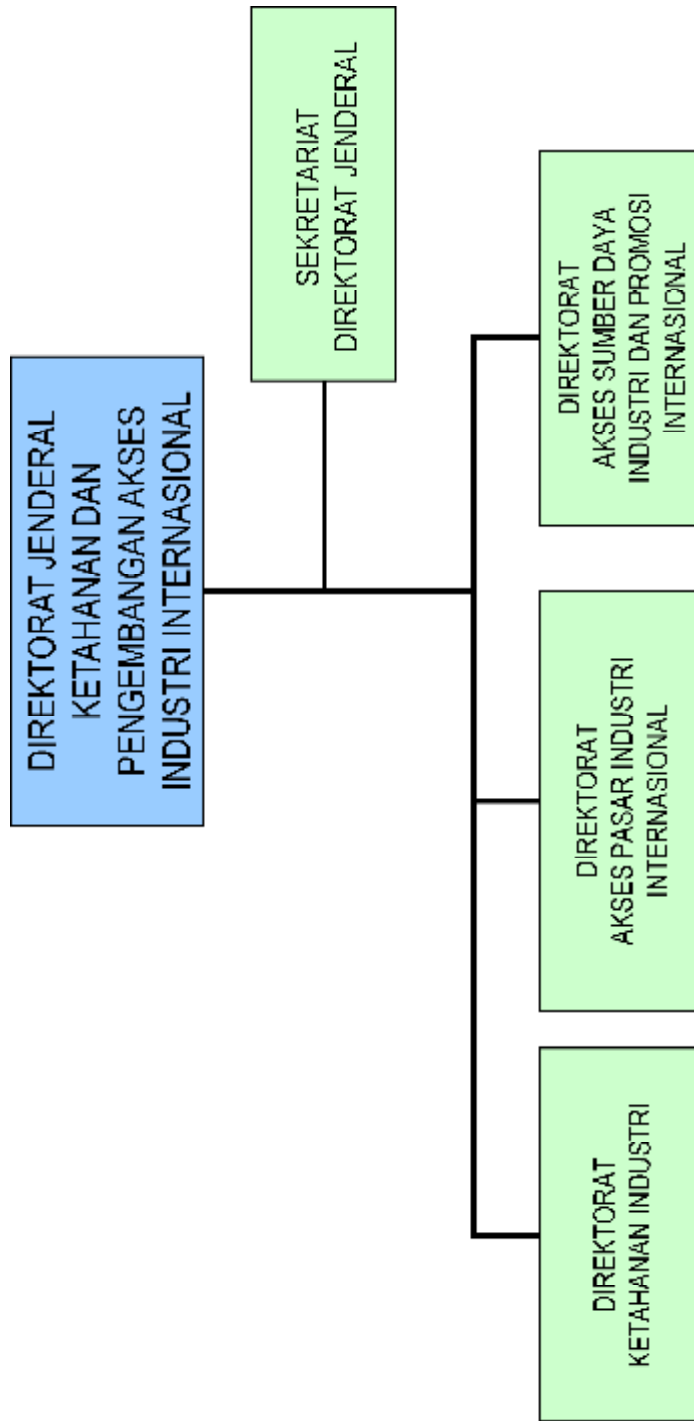 DIREKTORAT JENDERAL
KETAHANAN DAN
PENGEMBANGAN AKSES
INDUSTRI INTERNASIONAL
SEKRETARIAT
DIREKTORAT JENDERAL
DIREKTORAT
KETAHANAN INDUSTRI
DIREKTORAT
AKSES PASAR INDUSTRI
INTERNASIONAL
DIREKTORAT
AKSES SUMBER DAYA
INDUSTRI DAN PROMOSI
INTERNASIONAL